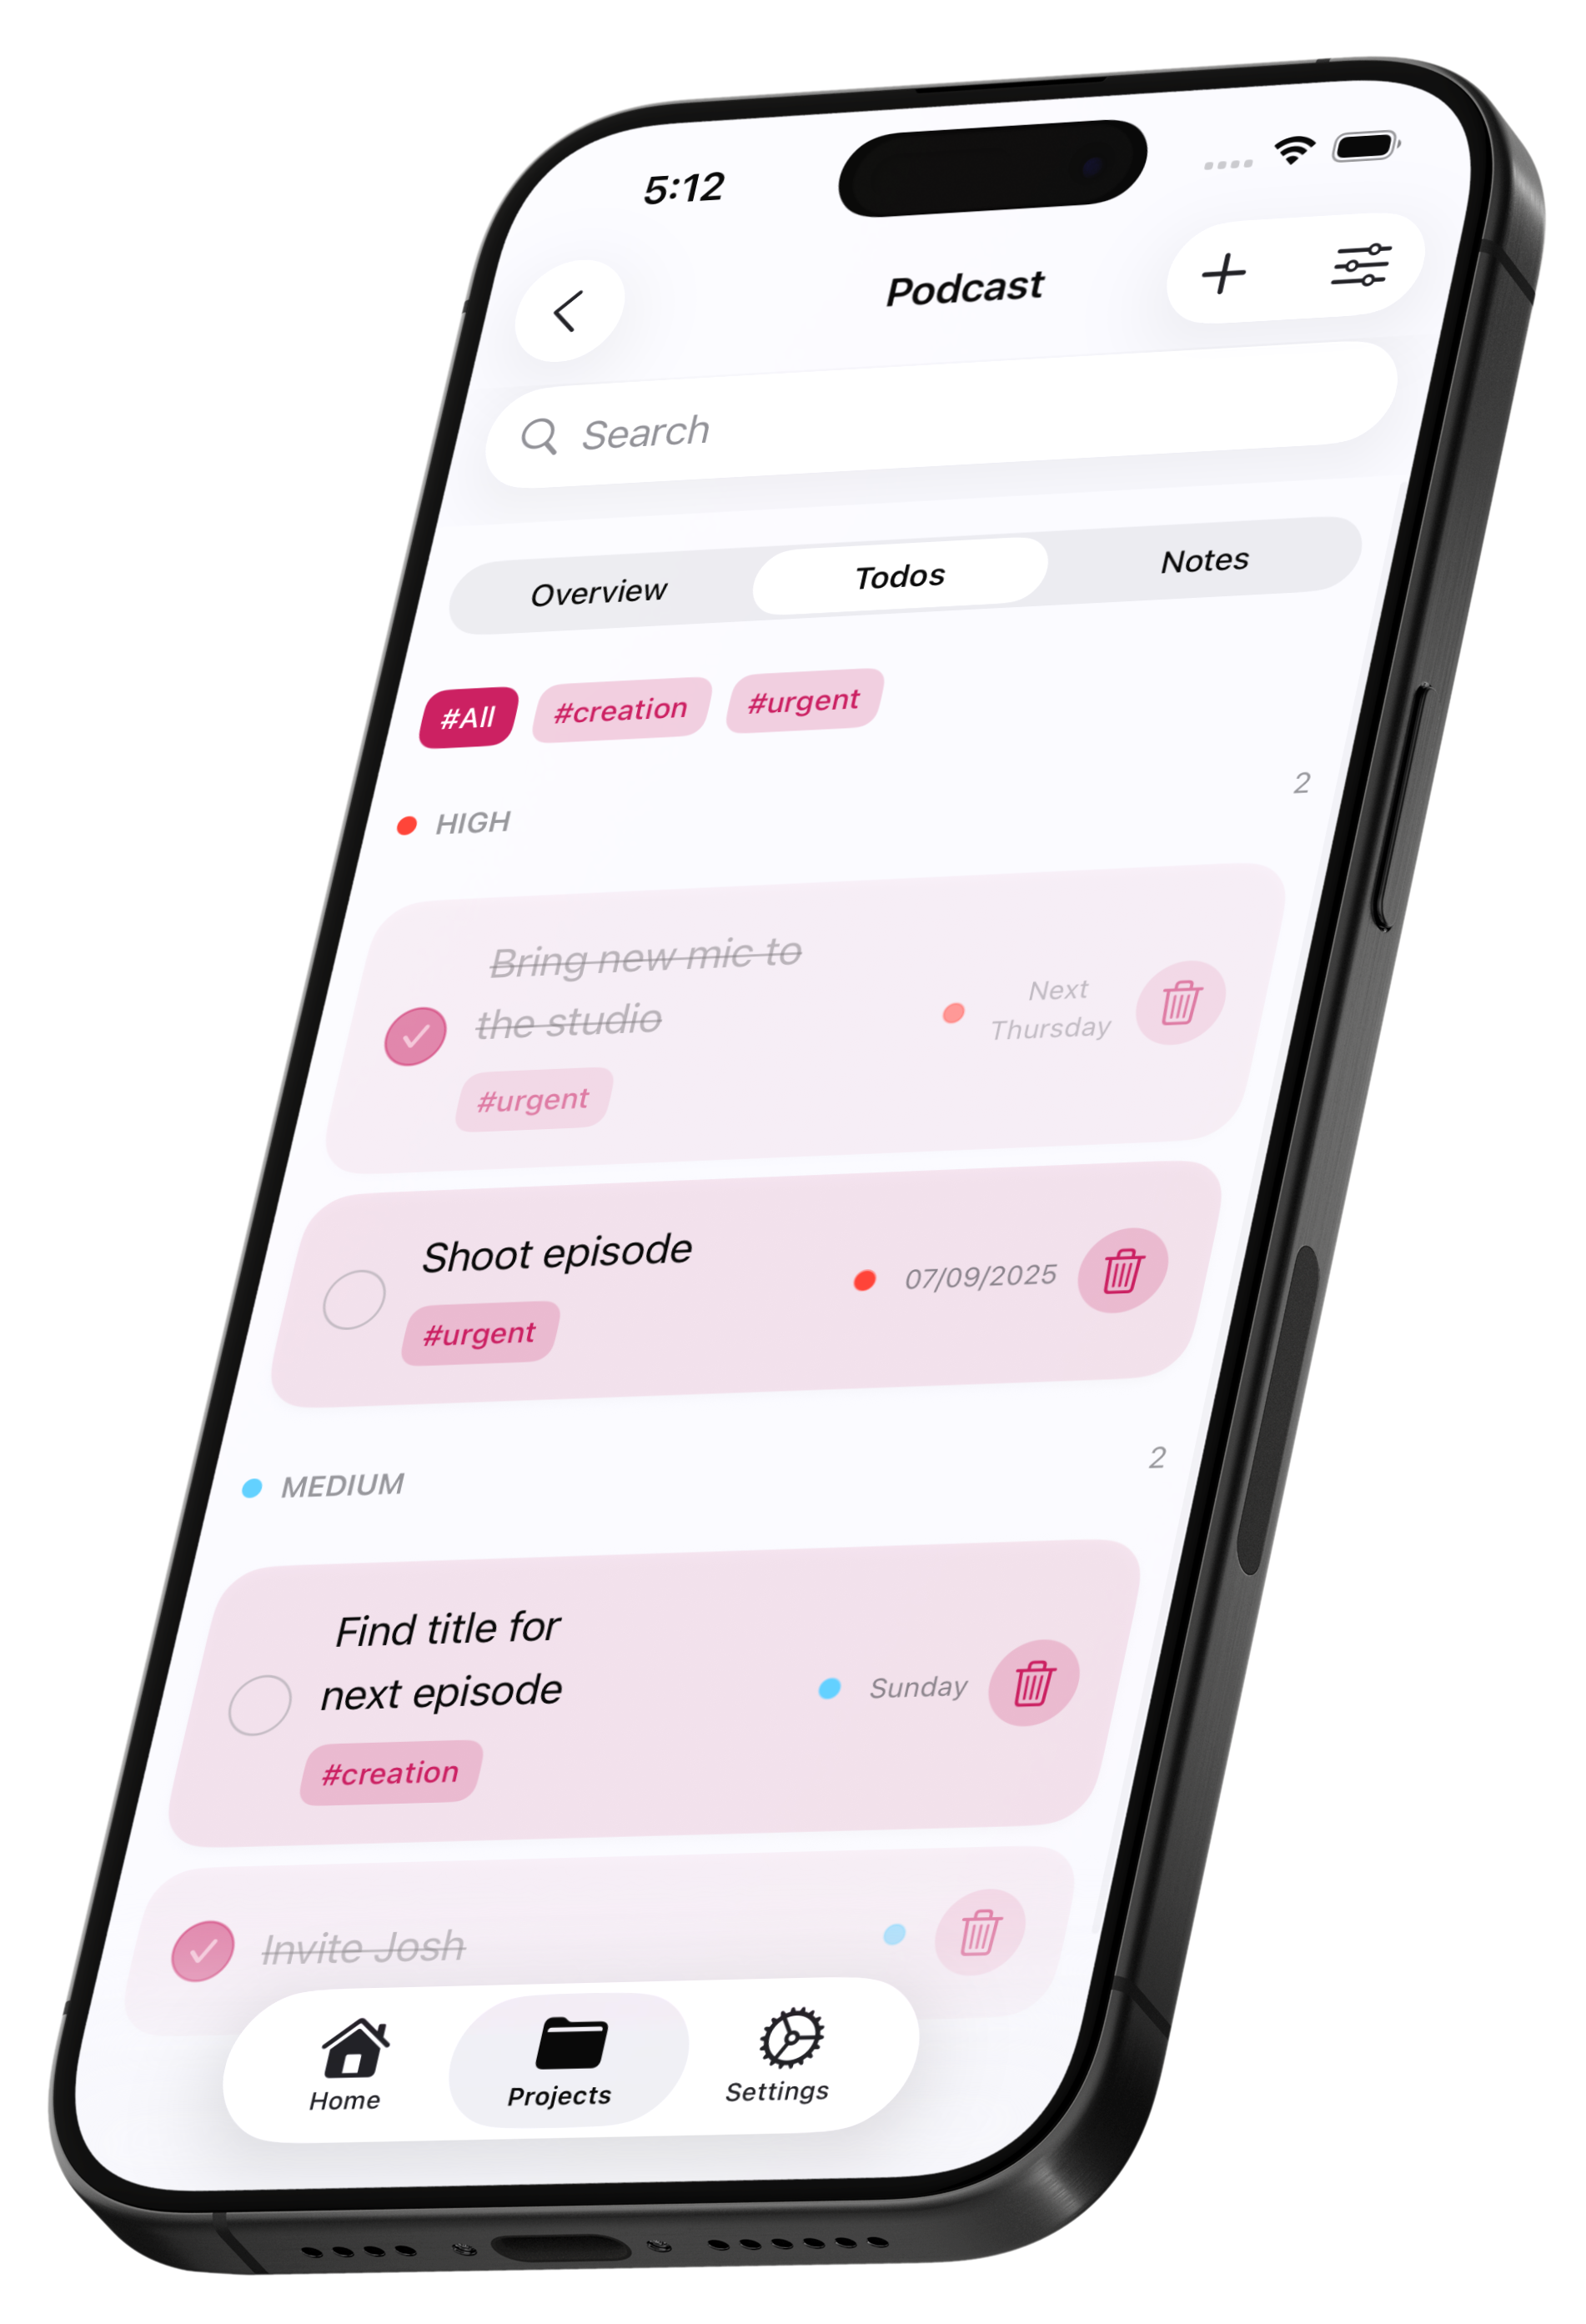 5:12
Podcast
Search
Overview
Todos
Notes
#All
#creation
#urgent
HIGH
2
Bring new mic to
the studio
Next
Thursday
#urgent
Shoot episode
07/09/2025
#urgent
MEDIUM
2
Find title for
next episode
Sunday
#creation
Invite Josh
Home
Projects
Settings